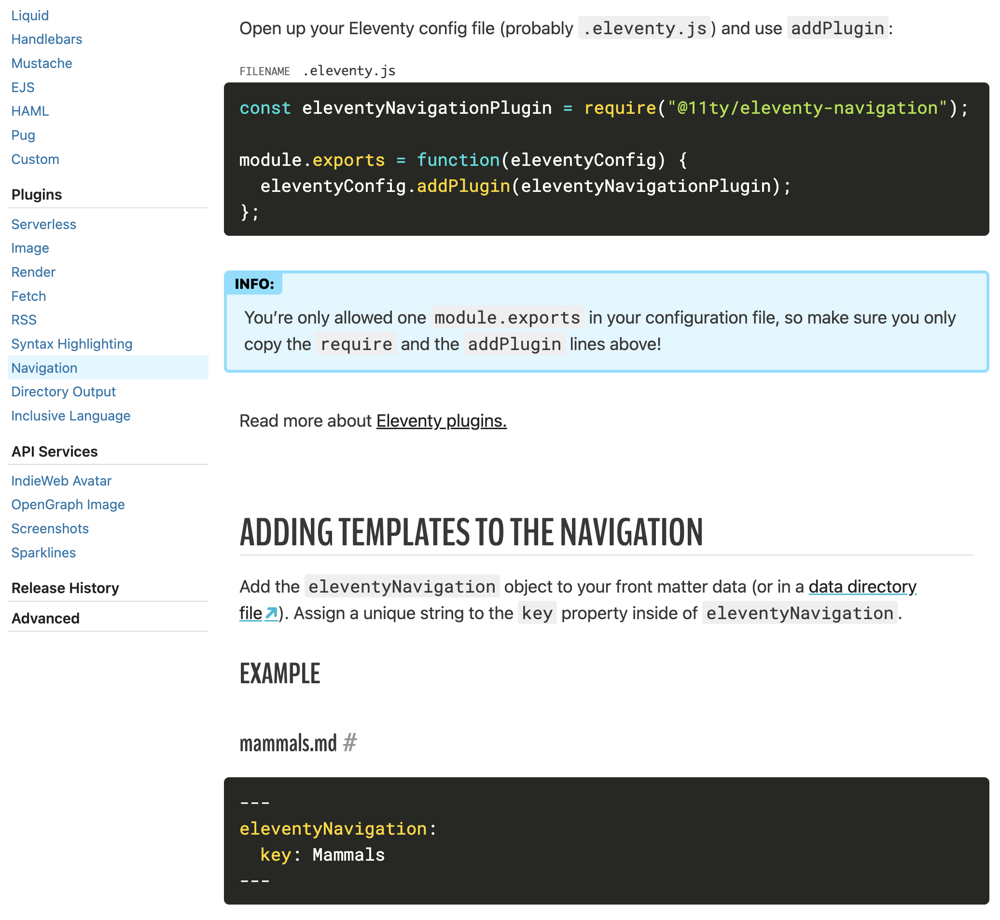 Liquid
Handlebars
Mustache
EJS
HAML
Pug
Custom
Plugins
Serverless
Image
Render
Fetch
RSS
Syntax Highlighting
Navigation
Directory Output
Inclusive Language
API Services
IndieWeb Avatar
OpenGraph Image
Screenshots
Sparklines
Release History
Advanced
Open up your Eleventy config file (probably .eleventy.js) and use addPlugin:
FILENAME .eleventy.js
const eleventyNavigationPlugin = require("@11ty/eleventy-navigation");
module.exports = function(eleventyConfig) {
  eleventyConfig.addPlugin(eleventyNavigationPlugin);
};
INFO:
You’re only allowed one module.exports in your configuration file, so make sure you only
copy the require and the addPlugin lines above!
Read more about Eleventy plugins.
ADDING TEMPLATES TO THE NAVIGATION
Add the eleventyNavigation object to your front matter data (or in a data directory
file). Assign a unique string to the key property inside of eleventyNavigation.
EXAMPLE
mammals.md #
---
eleventyNavigation:
  key: Mammals
---